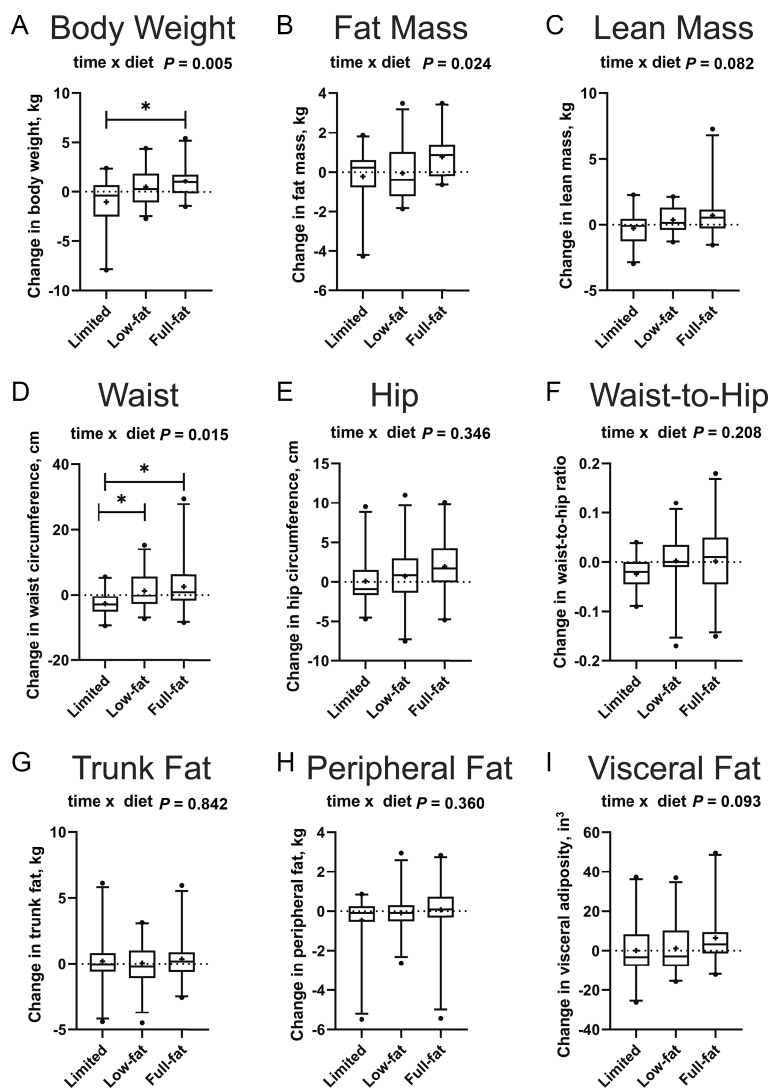 A Body Weight
time x diet P = 0.005
Change in body weight, kg
10
5
0
-5
-10
*
Limited
Low-fat
Full-fat
B Fat Mass
time x diet P = 0.024
Change in fat mass, kg
4
2
0
-2
-4
-6
Limited
Low-fat
Full-fat
C Lean Mass
time x diet P = 0.082
Change in lean mass, kg
10
5
0
-5
Limited
Low-fat
Full-fat
D Waist
time x diet P = 0.015
Change in waist circumference, cm
40
20
0
-20
*
*
Limited
Low-fat
Full-fat
E Hip
time x diet P = 0.346
Change in hip circumference, cm
15
10
5
0
-5
-10
Limited
Low-fat
Full-fat
F Waist-to-Hip
time x diet P = 0.208
Change in waist-to-hip ratio
0.2
0.1
0.0
-0.1
-0.2
Limited
Low-fat
Full-fat
G Trunk Fat
time x diet P = 0.842
Change in trunk fat, kg
10
5
0
-5
Limited
Low-fat
Full-fat
H Peripheral Fat
time x diet P = 0.360
Change in peripheral fat, kg
4
2
0
-2
-4
-6
Limited
Low-fat
Full-fat
I Visceral Fat
time x diet P = 0.093
Change in visceral adiposity, in³
60
40
20
0
-20
-40
Limited
Low-fat
Full-fat